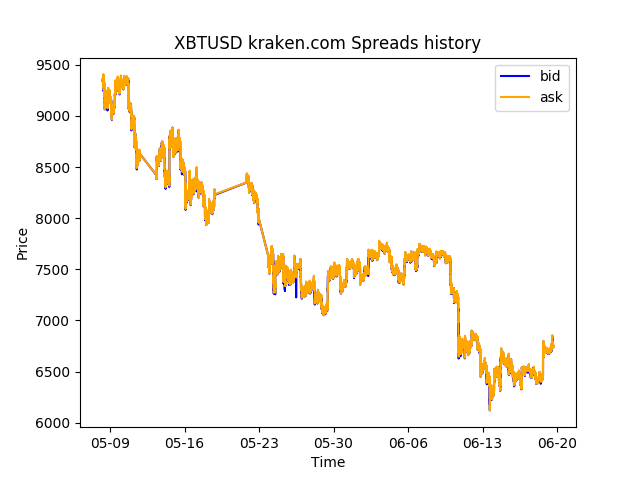 XBTUSD kraken.com Spreads history
bid
ask
Price
9500
9000
8500
8000
7500
7000
6500
6000
05-09 05-16 05-23 05-30 06-06 06-13 06-20
Time